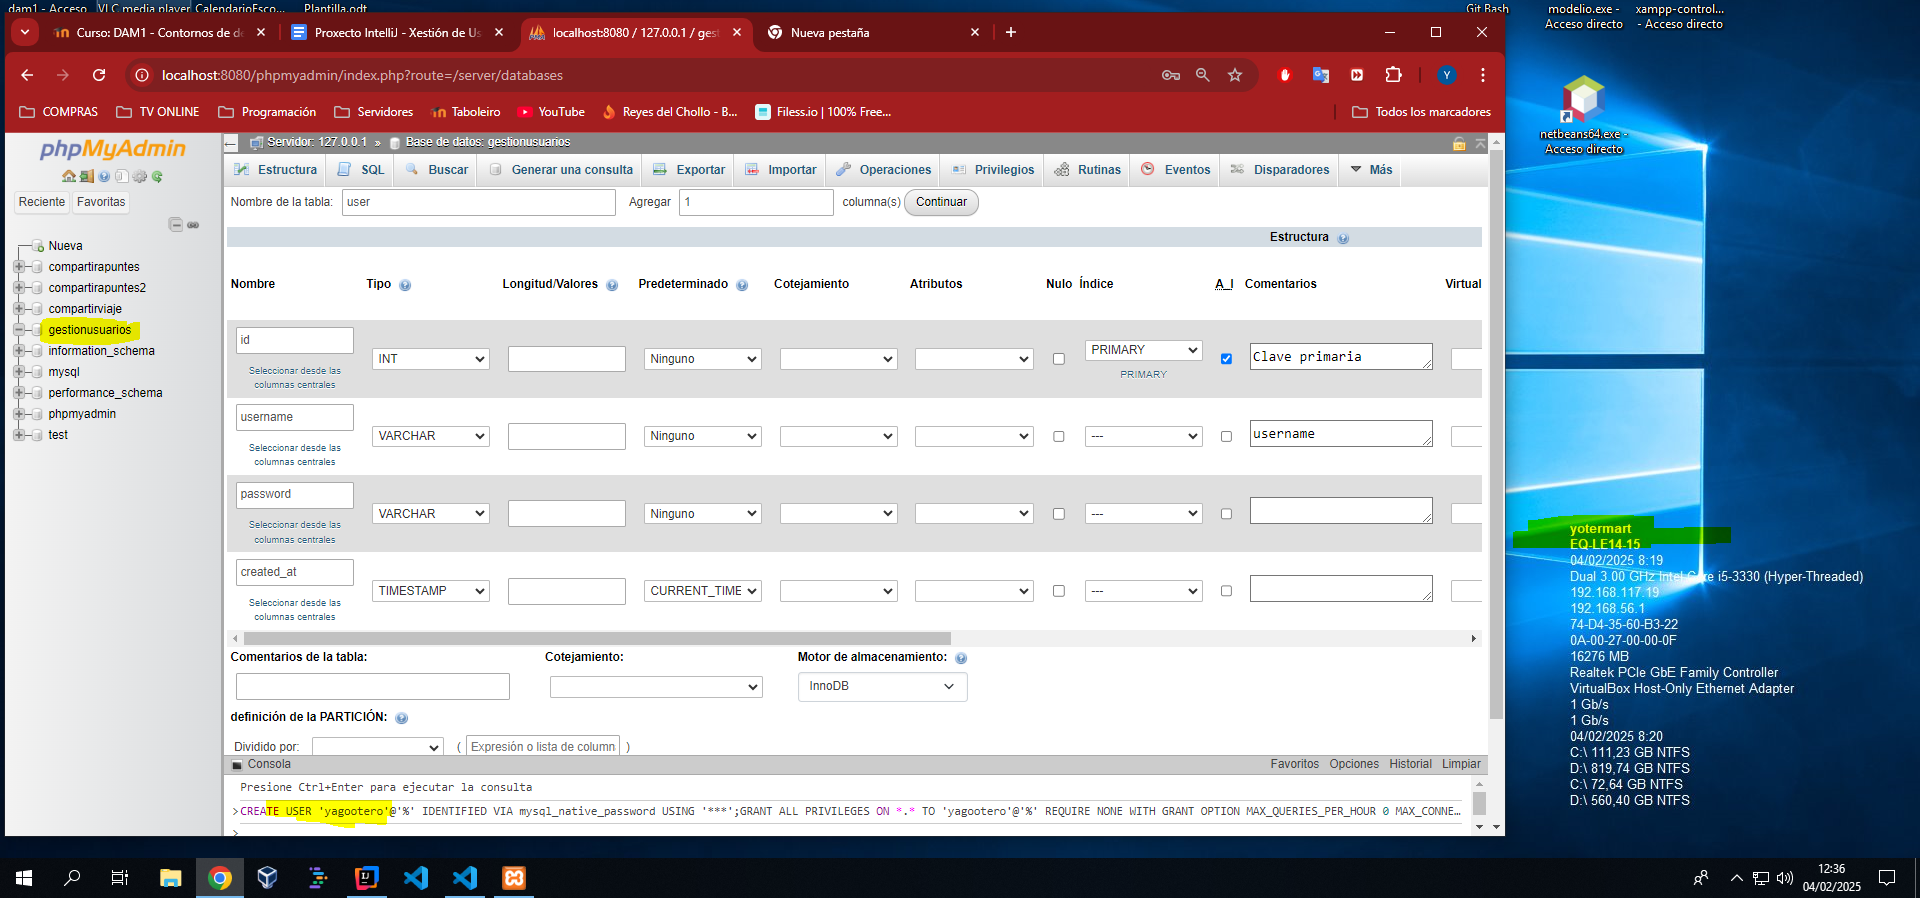 dam1 - Acceso
VLC media player
CalendarioEsco...
Plantilla.odt
Git Bash
modelio.exe -
Acceso directo
xampp-control...
- Acceso directo
Curso: DAM1 - Contornos de de
Proxecto IntelliJ - Xestión de Us
localhost:8080 / 127.0.0.1 / gest
Nueva pestaña
localhost:8080/phpmyadmin/index.php?route=/server/databases
Y
COMPRAS
TV ONLINE
Programación
Servidores
Taboleiro
YouTube
Reyes del Chollo - B...
Filess.io | 100% Free...
Todos los marcadores
netbeans64.exe -
Acceso directo
phpMyAdmin
Reciente
Favoritas
Nueva
compartirapuntes
compartirapuntes2
compartirviaje
gestionusuarios
information_schema
mysql
performance_schema
phpmyadmin
test
Servidor: 127.0.0.1 » Base de datos: gestionusuarios
Estructura
SQL
Buscar
Generar una consulta
Exportar
Importar
Operaciones
Privilegios
Rutinas
Eventos
Disparadores
Más
Nombre de la tabla: user Agregar 1 columna(s) Continuar
Estructura
Nombre Tipo Longitud/Valores Predeterminado Cotejamiento Atributos Nulo Índice A_I Comentarios Virtual
id
INT Ninguno PRIMARY Clave primaria
Seleccionar desde las
columnas centrales
PRIMARY
username
VARCHAR Ninguno --- username
Seleccionar desde las
columnas centrales
password
VARCHAR Ninguno ---
Seleccionar desde las
columnas centrales
created_at
TIMESTAMP CURRENT_TIME ---
Seleccionar desde las
columnas centrales
Comentarios de la tabla: Cotejamiento: Motor de almacenamiento:
InnoDB
definición de la PARTICIÓN:
Dividido por: ( Expresión o lista de column )
Consola
Favoritos Opciones Historial Limpiar
Presione Ctrl+Enter para ejecutar la consulta
>CREATE USER 'yagootero'@'%' IDENTIFIED VIA mysql_native_password USING '***';GRANT ALL PRIVILEGES ON *.* TO 'yagootero'@'%' REQUIRE NONE WITH GRANT OPTION MAX_QUERIES_PER_HOUR 0 MAX_CONNE...
>
yotermart
EQ-LE14-15
04/02/2025 8:19
Dual 3.00 GHz Intel Core i5-3330 (Hyper-Threaded)
192.168.117.19
192.168.56.1
74-D4-35-60-B3-22
0A-00-27-00-00-0F
16276 MB
Realtek PCIe GbE Family Controller
VirtualBox Host-Only Ethernet Adapter
1 Gb/s
1 Gb/s
04/02/2025 8:20
C:\ 111,23 GB NTFS
D:\ 819,74 GB NTFS
C:\ 72,64 GB NTFS
D:\ 560,40 GB NTFS
12:36
04/02/2025